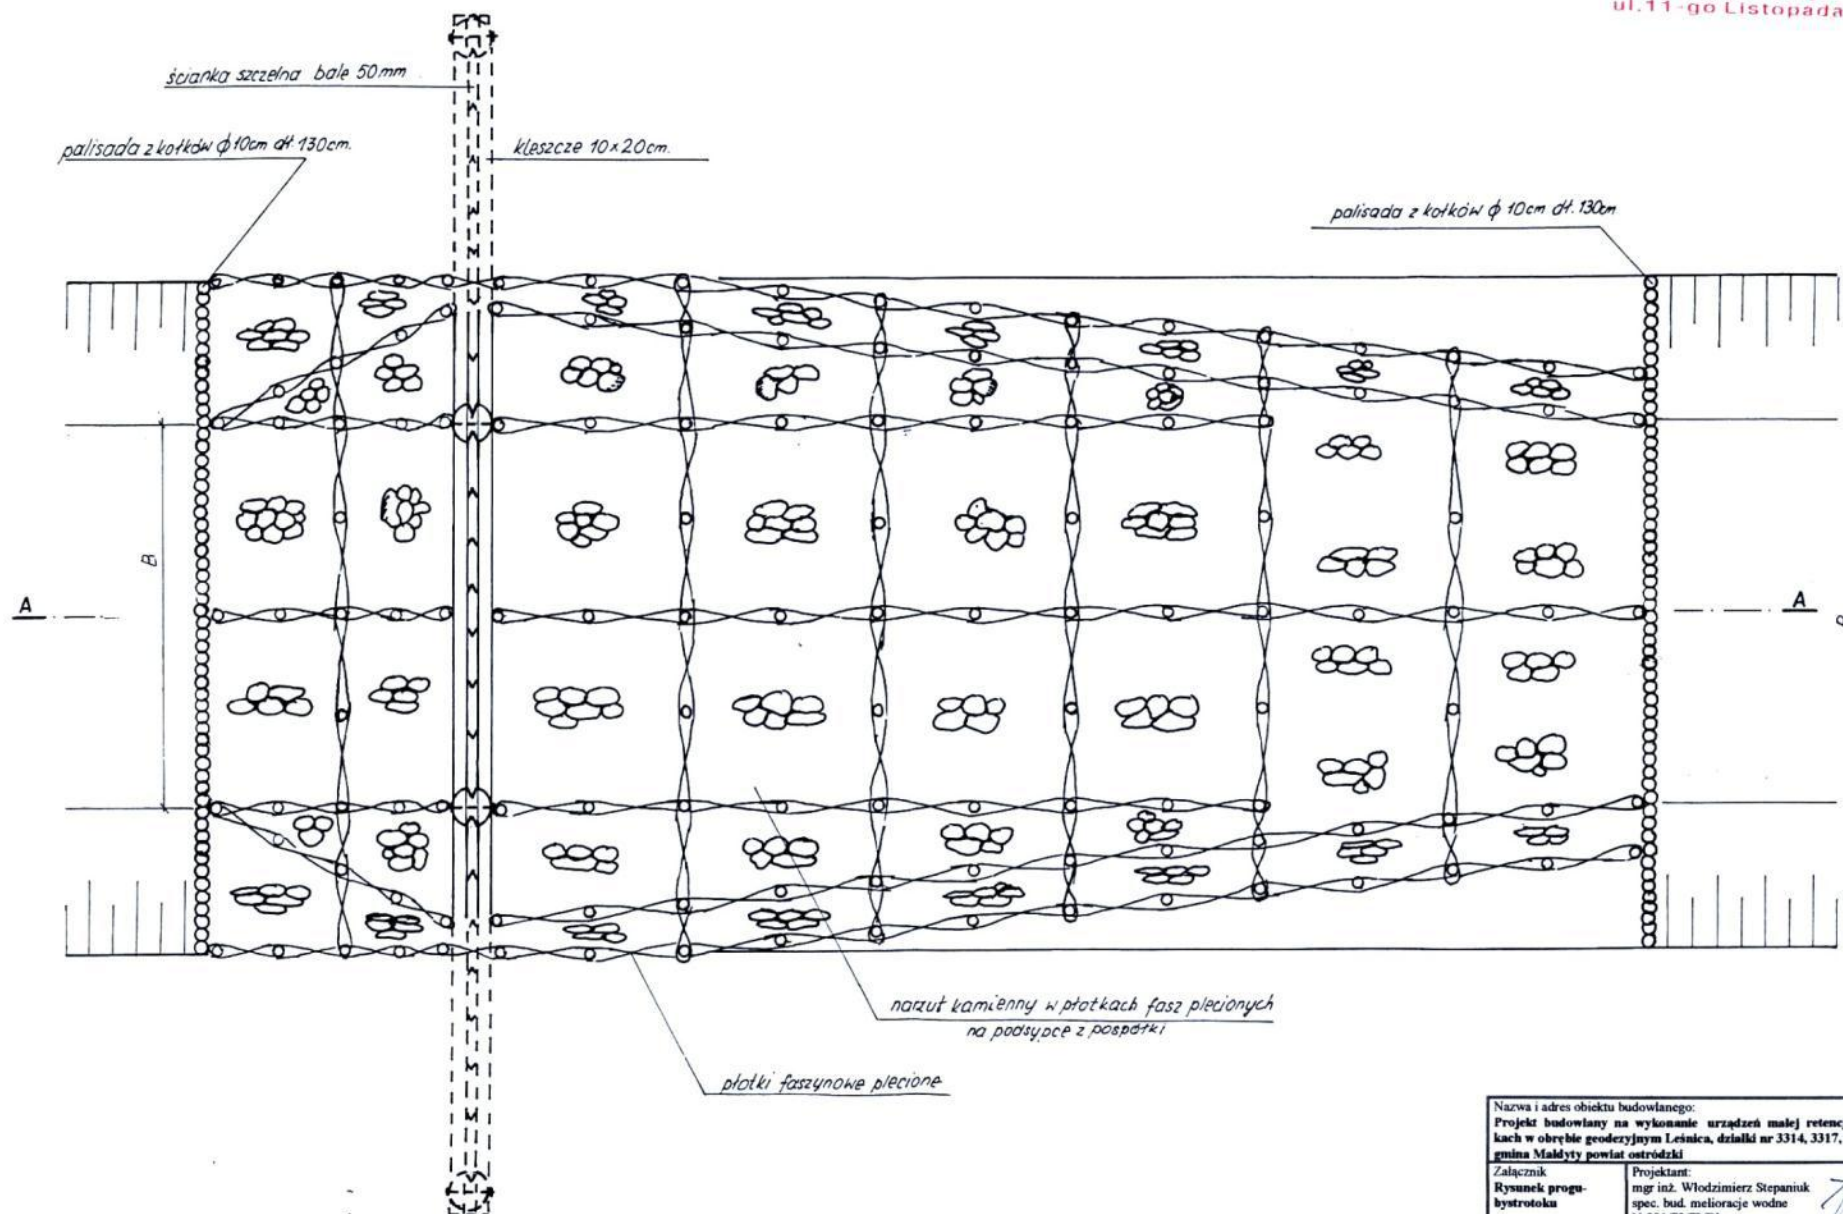 ul.11-go Listopada
ścianka szczelna bale 50mm
palisada z kołków ϕ10cm dł. 130cm.
kleszcze 10x20cm.
palisada z kołków ϕ 10cm dł. 130cm
B
A
A
narzut kamienny w płotkach fasz plecionych
na podsypce z pospółki
płotki faszynowe plecione
Nazwa i adres obiektu budowlanego:
Projekt budowlany na wykonanie urządzeń małej retenc
kach w obrębie geodezyjnym Leśnica, działki nr 3314, 3317,
gmina Małdyty powiat ostródzki
Załącznik
Rysunek progu-
bystrotoku
Projektant:
mgr inż. Włodzimierz Stepaniuk
spec. bud. melioracje wodne